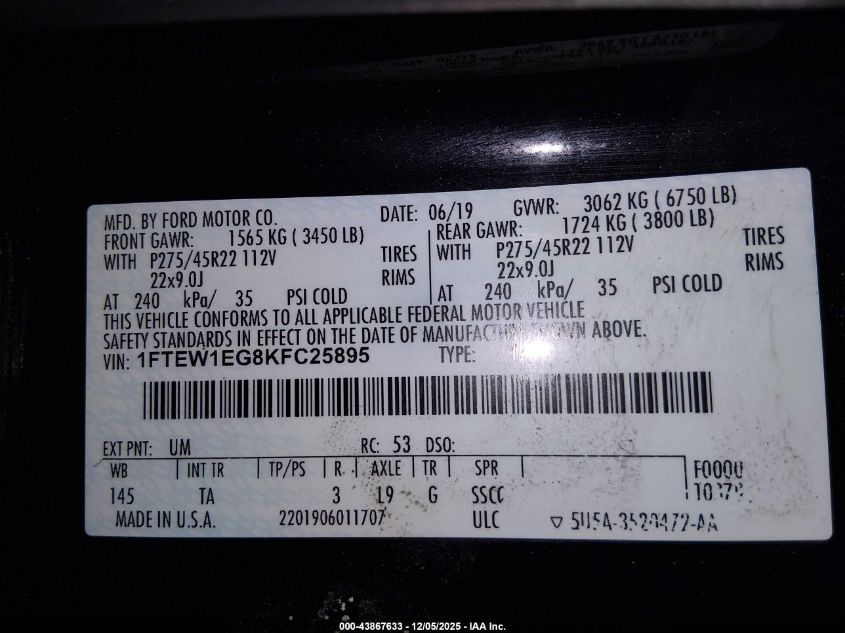 MFD. BY FORD MOTOR CO. DATE: 06/19 GVWR: 3062 KG ( 6750 LB)
FRONT GAWR: 1565 KG ( 3450 LB) REAR GAWR: 1724 KG ( 3800 LB)
WITH P275/45R22 112V TIRES WITH P275/45R22 112V TIRES
22x9.0J RIMS 22x9.0J RIMS
AT 240 kPa/ 35 PSI COLD AT 240 kPa/ 35 PSI COLD
THIS VEHICLE CONFORMS TO ALL APPLICABLE FEDERAL MOTOR VEHICLE
SAFETY STANDARDS IN EFFECT ON THE DATE OF MANUFACTURE SHOWN ABOVE.
VIN: 1FTEW1EG8KFC25895 TYPE:
EXT PNT: UM RC: 53 DSO:
WB INT TR TP/PS R AXLE TR SPR F0000
145 TA 3 L9 G SSCC
MADE IN U.S.A. 2201906011707 ULC
000-43867633 – 12/05/2025 – IAA Inc.